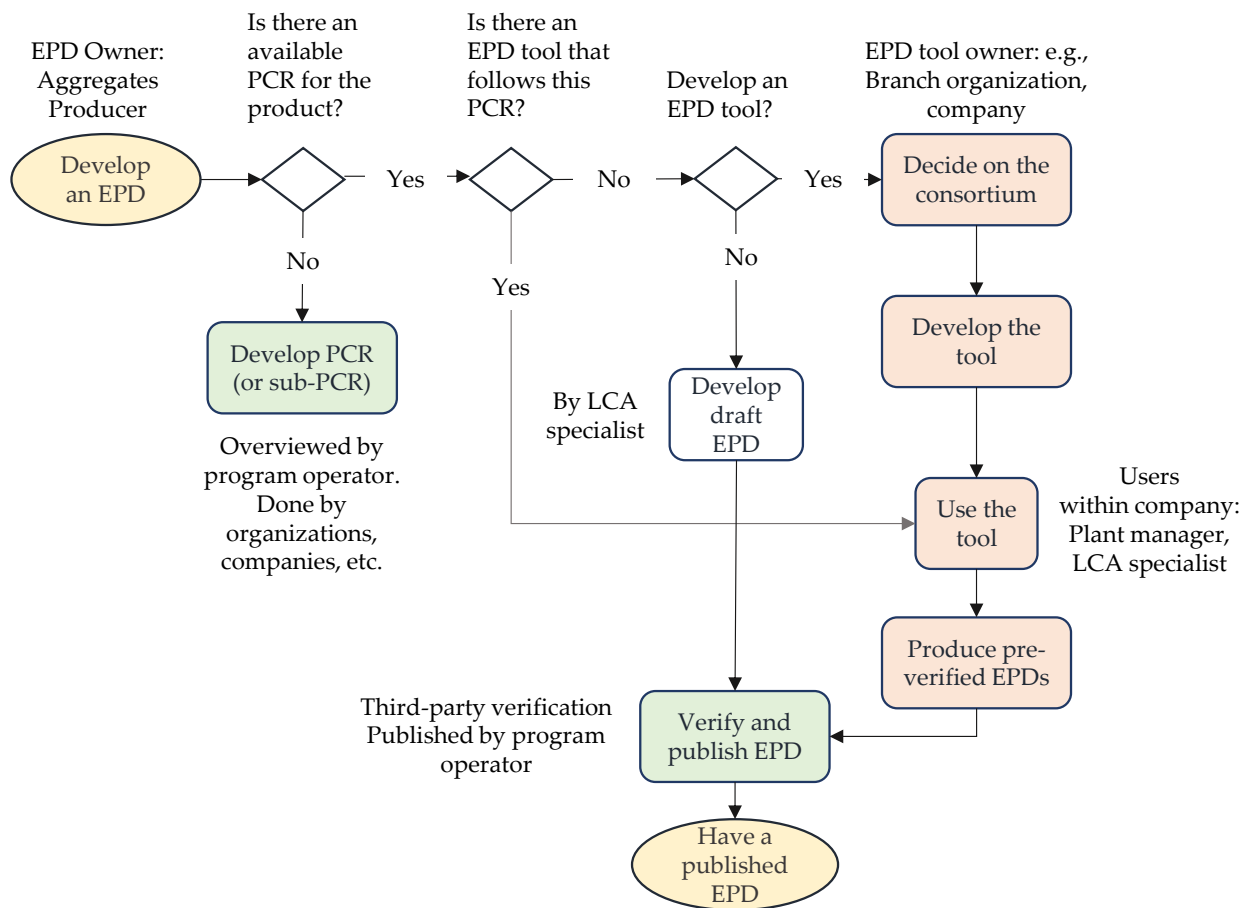 EPD Owner:
Aggregates
Producer
Is there an
available
PCR for the
product?
Is there an
EPD tool that
follows this
PCR?
Develop an
EPD tool?
EPD tool owner: e.g.,
Branch organization,
company
Develop
an EPD
Yes
No
Yes
Decide on the
consortium
No
Yes
No
Develop PCR
(or sub-PCR)
Develop the
tool
Overviewed by
program operator.
Done by
organizations,
companies, etc.
By LCA
specialist
Develop
draft
EPD
Use the
tool
Users
within company:
Plant manager,
LCA specialist
Produce pre-
verified EPDs
Third-party verification
Published by program
operator
Verify and
publish EPD
Have a
published
EPD